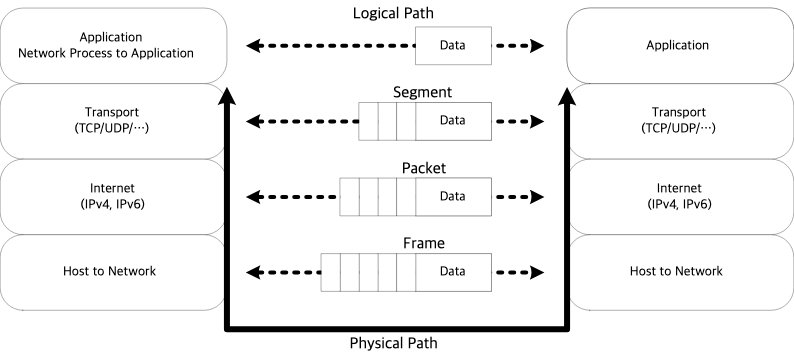 Logical Path
Application
Network Process to Application
Data
Application
Segment
Transport
(TCP/UDP/⋯)
Data
Transport
(TCP/UDP/⋯)
Packet
Internet
(IPv4, IPv6)
Data
Internet
(IPv4, IPv6)
Frame
Host to Network
Data
Host to Network
Physical Path